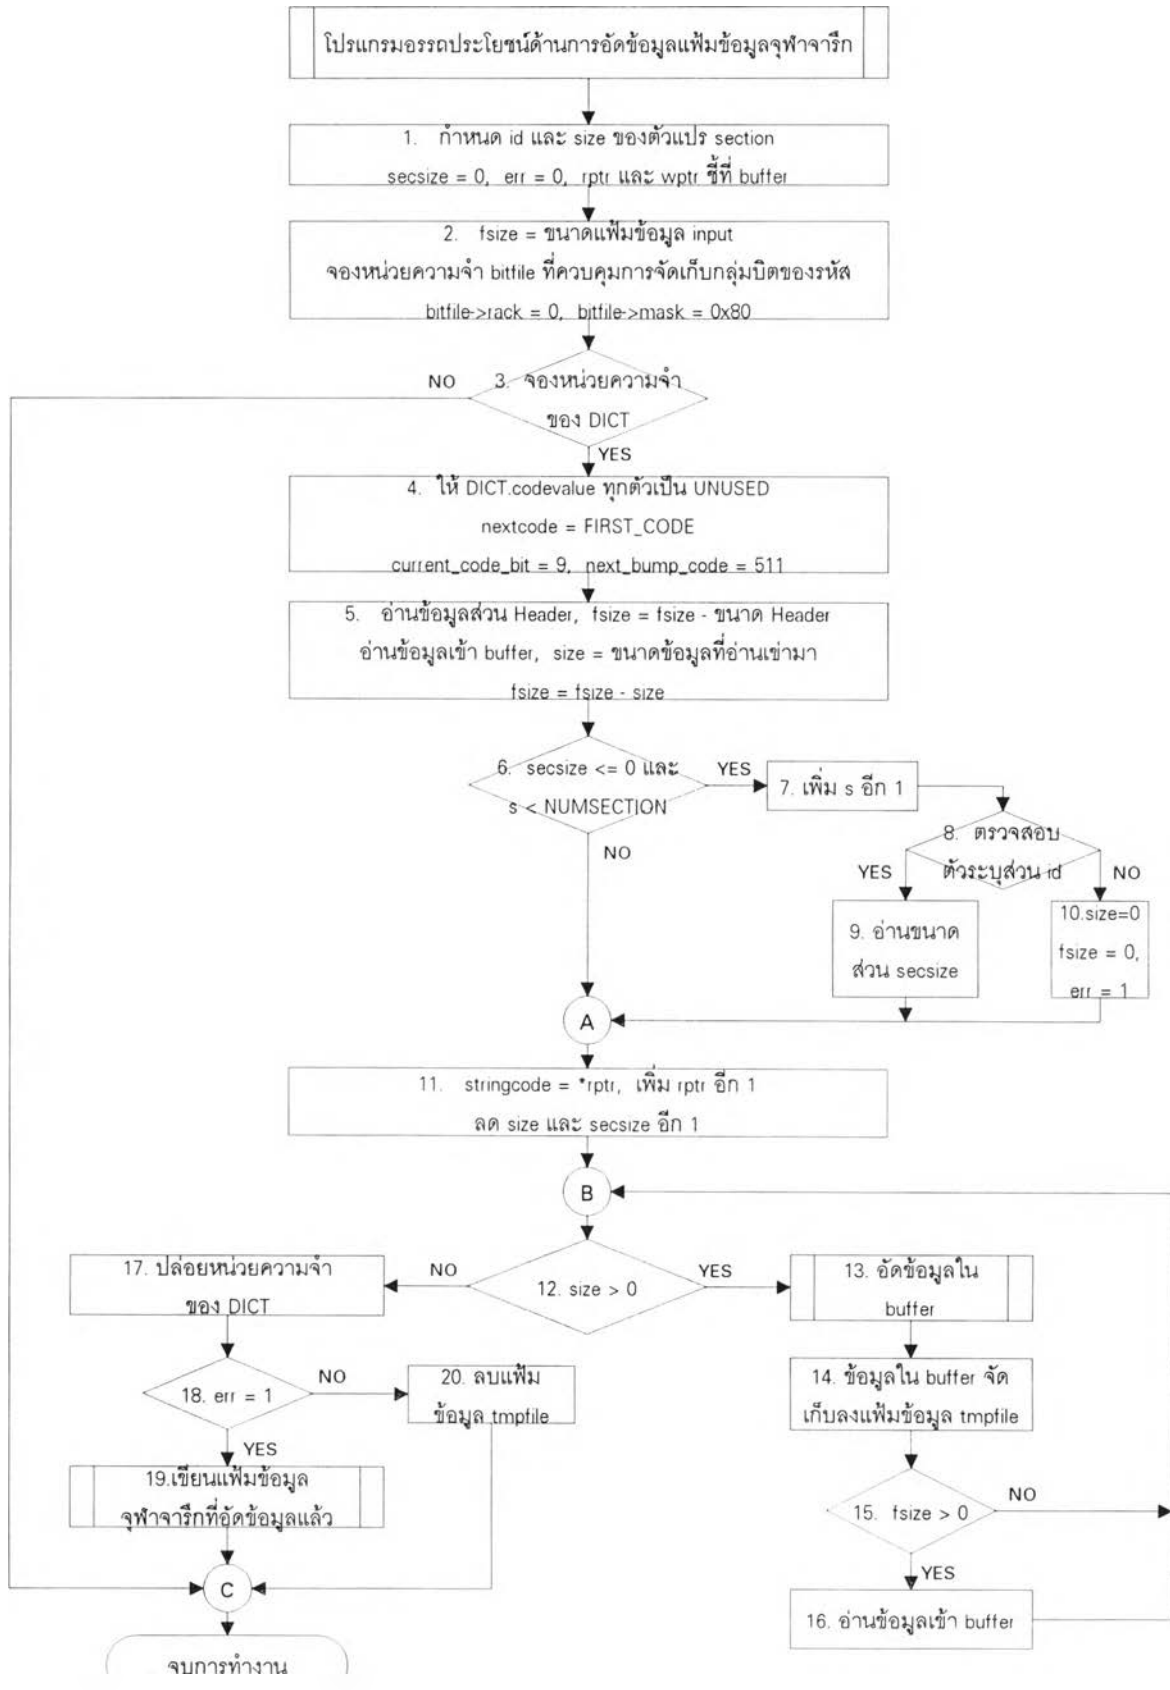 โปรแกรมอรรถประโยชน์ด้านการอัดข้อมูลแฟ้มข้อมูลจุฬาจารึก
1. กำหนด id และ size ของตัวแปร section
secsize = 0, err = 0, rptr และ wptr ชี้ที่ buffer
2. fsize = ขนาดแฟ้มข้อมูล input
จองหน่วยความจำ bitfile ที่ควบคุมการจัดเก็บกลุ่มบิตของรหัส
bitfile->rack = 0, bitfile->mask = 0x80
NO
3. จองหน่วยความจำ
ของ DICT
YES
4. ให้ DICT.codevalue ทุกตัวเป็น UNUSED
nextcode = FIRST_CODE
current_code_bit = 9, next_bump_code = 511
5. อ่านข้อมูลส่วน Header, fsize = fsize - ขนาด Header
อ่านข้อมูลเข้า buffer, size = ขนาดข้อมูลที่อ่านเข่ามา
fsize = fsize - size
6. secsize <= 0 และ
s < NUMSECTION
YES
7. เพิ่ม s อีก 1
NO
8. ตรวจสอบ
ตัวระบุส่วน id
YES
NO
9. อ่านขนาด
ส่วน secsize
10.size=0
fsize = 0,
err = 1
A
11. stringcode = *rptr, เพิ่ม rptr อีก 1
ลด size และ secsize อีก 1
B
12. size > 0
NO
YES
17. ปล่อยหน่วยความจำ
ของ DICT
13. อัดข้อมูลใน
buffer
18. err = 1
NO
20. ลบแฟ้ม
ข้อมูล tmpfile
14. ข้อมูลใน buffer จัด
เก็บลงแฟ้มข้อมูล tmpfile
YES
19.เขียนแฟ้มข้อมูล
จุฬาจารึกที่อัดข้อมูลแล้ว
15. fsize > 0
NO
YES
C
16. อ่านข้อมูลเข้า buffer
จบการทำงาน